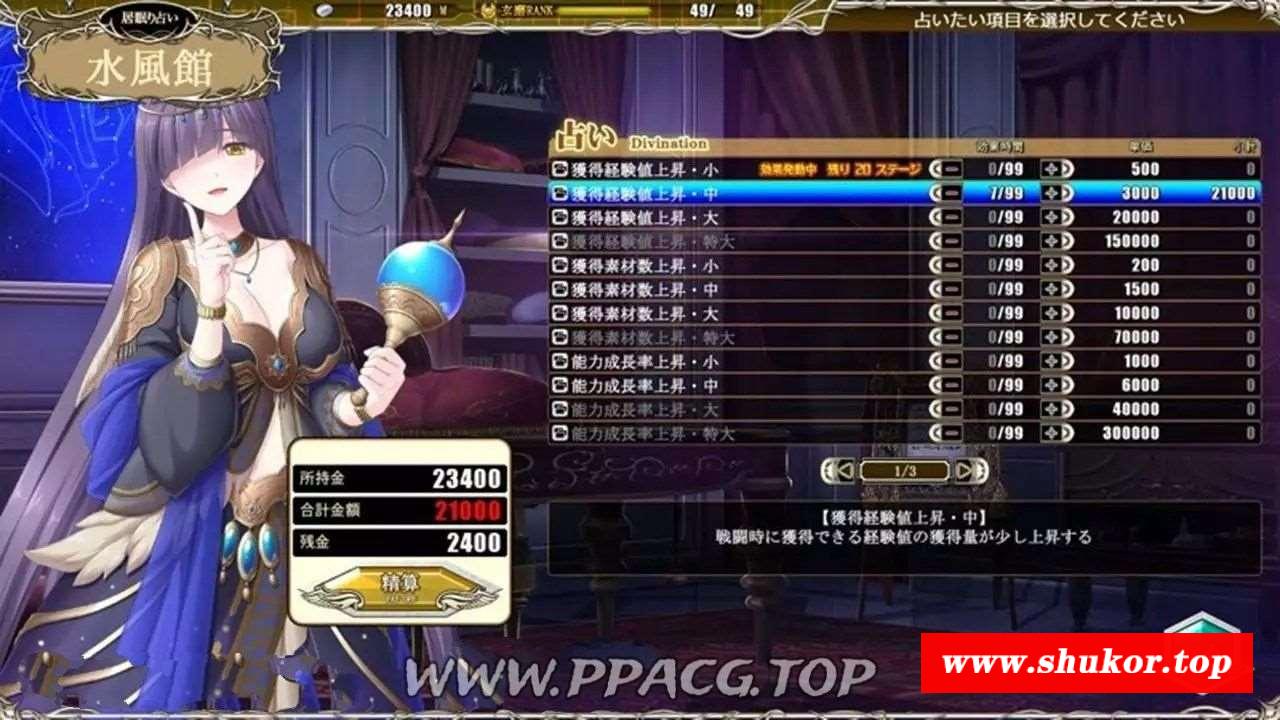 居眠り占い
水風館
23400 M
玄廛RANK
49/ 49
占いたい項目を選択してください
占い Divination
効果時間 単価 小計
獲得経験値上昇・小 効果発動中 残り 20 ステージ 0/99 500 0
獲得経験値上昇・中 7/99 3000 21000
獲得経験値上昇・大 0/99 20000 0
獲得経験値上昇・特大 0/99 150000 0
獲得素材数上昇・小 0/99 200 0
獲得素材数上昇・中 0/99 1500 0
獲得素材数上昇・大 0/99 10000 0
獲得素材数上昇・特大 0/99 70000 0
能力成長率上昇・小 0/99 1000 0
能力成長率上昇・中 0/99 6000 0
能力成長率上昇・大 0/99 40000 0
能力成長率上昇・特大 0/99 300000 0
1/3
所持金 23400
合計金額 21000
残金 2400
精算
【獲得経験値上昇・中】
戦闘時に獲得できる経験値の獲得量が少し上昇する
WWW.PPACG.TOP
www.shukor.top